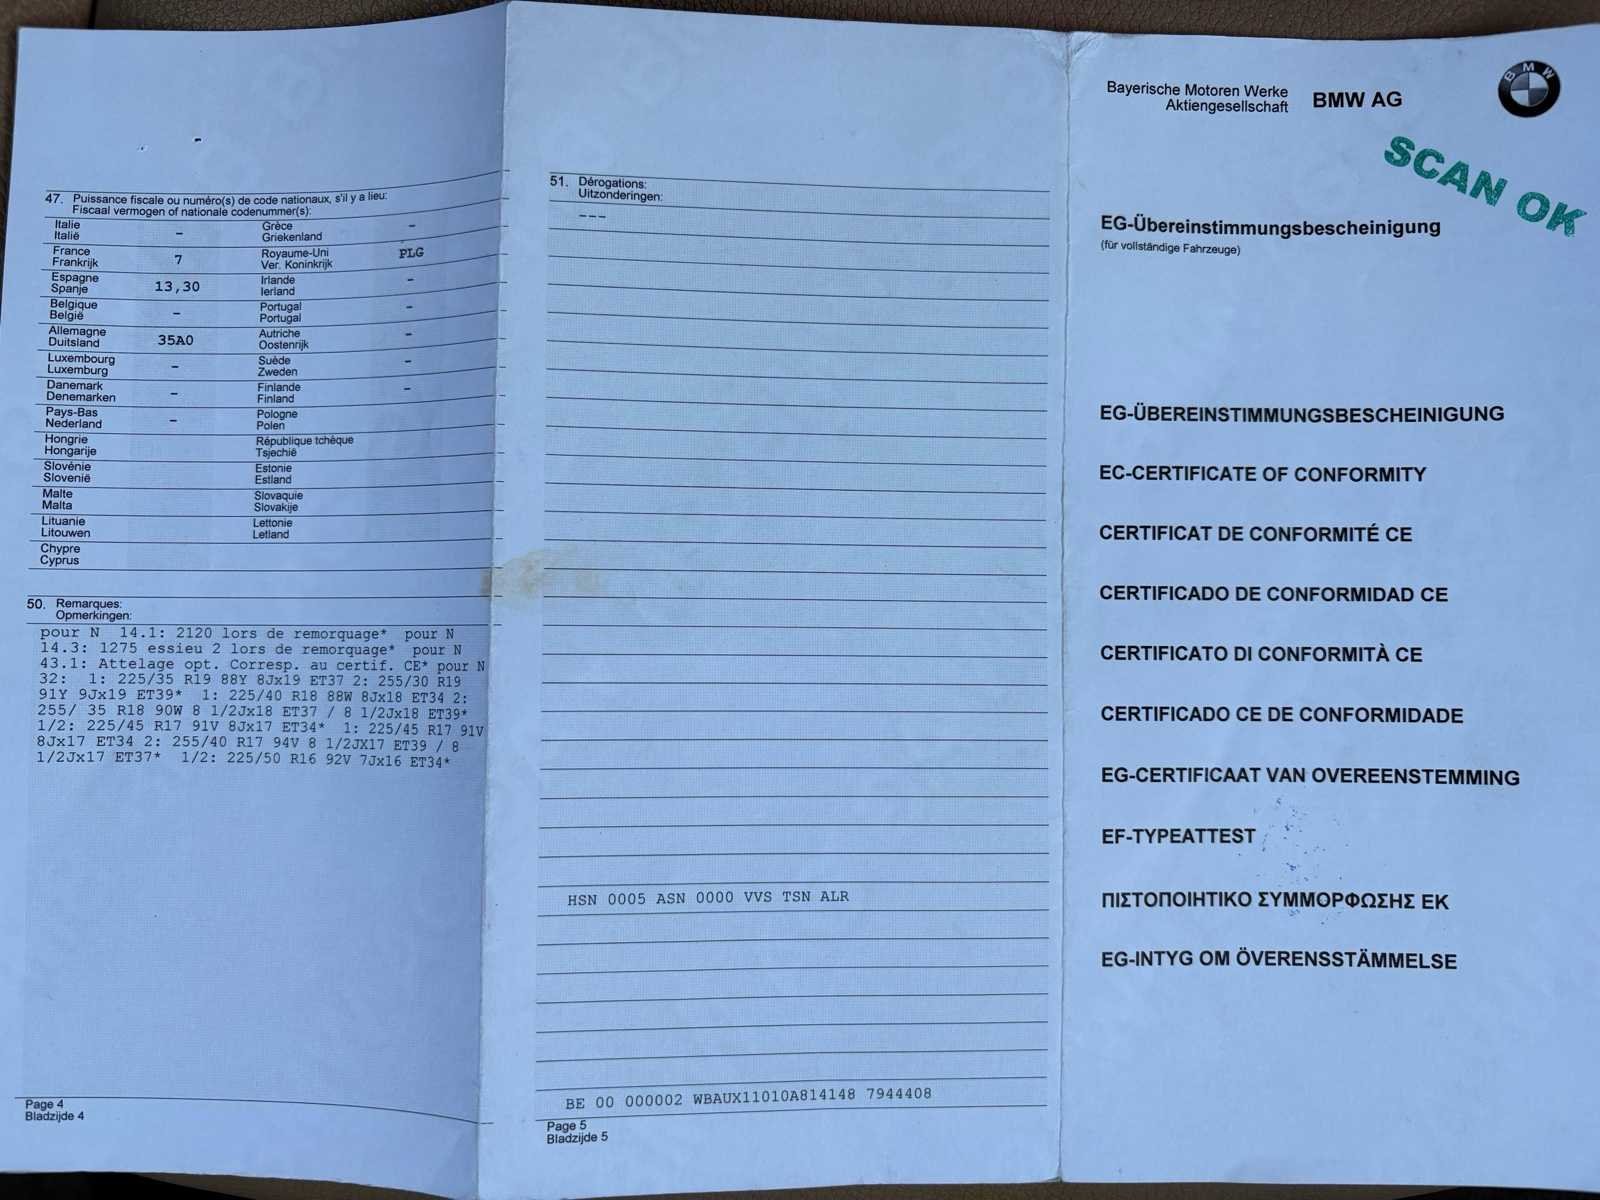 47. Puissance fiscale ou numéro(s) de code nationaux, s'il y a lieu:
Fiscaal vermogen of nationale codenummer(s):
Italie
Italië
–
Grèce
Griekenland
–
France
Frankrijk
7
Royaume-Uni
Ver. Koninkrijk
PLG
Espagne
Spanje
13,30
Irlande
Ierland
–
Belgique
België
–
Portugal
Portugal
–
Allemagne
Duitsland
35A0
Autriche
Oostenrijk
–
Luxembourg
Luxemburg
–
Suède
Zweden
–
Danemark
Denemarken
–
Finlande
Finland
–
Pays-Bas
Nederland
–
Pologne
Polen
Hongrie
Hongarije
République tchèque
Tsjechië
Slovénie
Slovenië
Estonie
Estland
Malte
Malta
Slovaquie
Slovakije
Lituanie
Litouwen
Lettonie
Letland
Chypre
Cyprus
50. Remarques:
Opmerkingen:
pour N 14.1: 2120 lors de remorquage* pour N
14.3: 1275 essieu 2 lors de remorquage* pour N
43.1: Attelage opt. Corresp. au certif. CE* pour N
32: 1: 225/35 R19 88Y 8Jx19 ET37 2: 255/30 R19
91Y 9Jx19 ET39* 1: 225/40 R18 88W 8Jx18 ET34 2:
255/ 35 R18 90W 8 1/2Jx18 ET37 / 8 1/2Jx18 ET39*
1/2: 225/45 R17 91V 8Jx17 ET34* 1: 225/45 R17 91V
8Jx17 ET34 2: 255/40 R17 94V 8 1/2JX17 ET39 / 8
1/2Jx17 ET37* 1/2: 225/50 R16 92V 7Jx16 ET34*
Page 4
Bladzijde 4
51. Dérogations:
Uitzonderingen:
---
HSN 0005 ASN 0000 VVS TSN ALR
BE 00 000002 WBAUX11010A814148 7944408
Page 5
Bladzijde 5
Bayerische Motoren Werke
Aktiengesellschaft
BMW AG
BMW
SCAN OK
EG-Übereinstimmungsbescheinigung
(für vollständige Fahrzeuge)
EG-ÜBEREINSTIMMUNGSBESCHEINIGUNG
EC-CERTIFICATE OF CONFORMITY
CERTIFICAT DE CONFORMITÉ CE
CERTIFICADO DE CONFORMIDAD CE
CERTIFICATO DI CONFORMITÀ CE
CERTIFICADO CE DE CONFORMIDADE
EG-CERTIFICAAT VAN OVEREENSTEMMING
EF-TYPEATTEST
ΠΙΣΤΟΠΟΙΗΤΙΚΟ ΣΥΜΜΟΡΦΩΣΗΣ ΕΚ
EG-INTYG OM ÖVERENSSTÄMMELSE